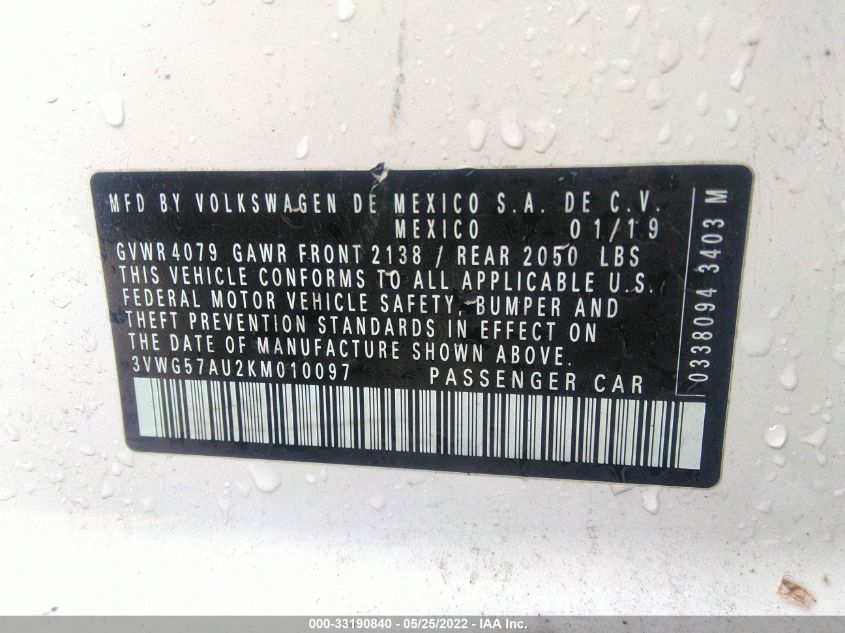 MFD BY VOLKSWAGEN DE MEXICO S.A. DE C.V.
MEXICO 01/19
GVWR 4079 GAWR FRONT 2138 / REAR 2050 LBS
THIS VEHICLE CONFORMS TO ALL APPLICABLE U.S.
FEDERAL MOTOR VEHICLE SAFETY, BUMPER AND
THEFT PREVENTION STANDARDS IN EFFECT ON
THE DATE OF MANUFACTURE SHOWN ABOVE.
3VWG57AU2KM010097 PASSENGER CAR
0338094 3403 M
000-33190840 - 05/25/2022 - IAA Inc.